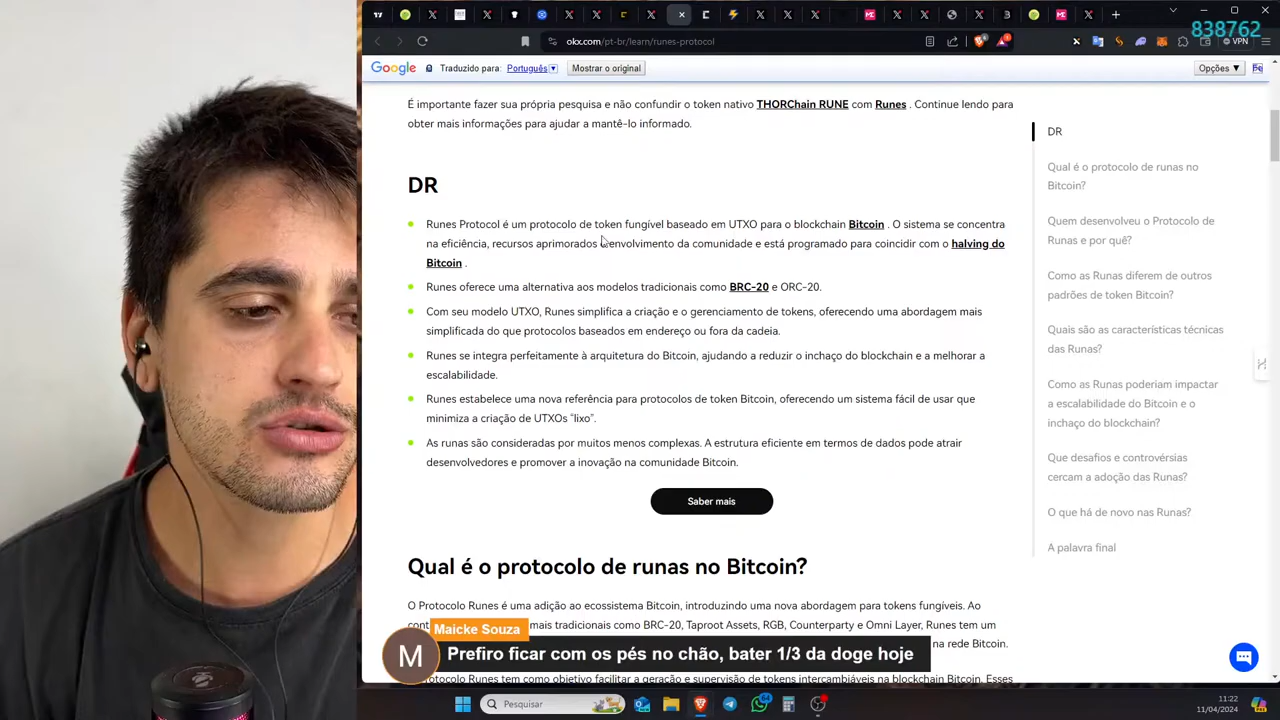 838762
okx.com/pt-br/learn/runes-protocol
VPN
Google Traduzido para: Português Mostrar o original Opções ▼
É importante fazer sua própria pesquisa e não confundir o token nativo THORChain RUNE com Runes . Continue lendo para
obter mais informações para ajudar a mantê-lo informado.
DR
Runes Protocol é um protocolo de token fungível baseado em UTXO para o blockchain Bitcoin . O sistema se concentra
na eficiência, recursos aprimorados envolvimento da comunidade e está programado para coincidir com o halving do
Bitcoin .
Runes oferece uma alternativa aos modelos tradicionais como BRC-20 e ORC-20.
Com seu modelo UTXO, Runes simplifica a criação e o gerenciamento de tokens, oferecendo uma abordagem mais
simplificada do que protocolos baseados em endereço ou fora da cadeia.
Runes se integra perfeitamente à arquitetura do Bitcoin, ajudando a reduzir o inchaço do blockchain e a melhorar a
escalabilidade.
Runes estabelece uma nova referência para protocolos de token Bitcoin, oferecendo um sistema fácil de usar que
minimiza a criação de UTXOs “lixo”.
As runas são consideradas por muitos menos complexas. A estrutura eficiente em termos de dados pode atrair
desenvolvedores e promover a inovação na comunidade Bitcoin.
Saber mais
Qual é o protocolo de runas no Bitcoin?
O Protocolo Runes é uma adição ao ecossistema Bitcoin, introduzindo uma nova abordagem para tokens fungíveis. Ao
mais tradicionais como BRC-20, Taproot Assets, RGB, Counterparty e Omni Layer, Runes tem um
na rede Bitcoin.
Protocolo Runes tem como objetivo facilitar a geração e supervisão de tokens intercambiáveis na blockchain Bitcoin. Esses
DR
Qual é o protocolo de runas no
Bitcoin?
Quem desenvolveu o Protocolo de
Runas e por quê?
Como as Runas diferem de outros
padrões de token Bitcoin?
Quais são as características técnicas
das Runas?
Como as Runas poderiam impactar
a escalabilidade do Bitcoin e o
inchaço do blockchain?
Que desafios e controvérsias
cercam a adoção das Runas?
O que há de novo nas Runas?
A palavra final
Maicke Souza
M
Prefiro ficar com os pés no chão, bater 1/3 da doge hoje
Pesquisar
11:22
11/04/2024